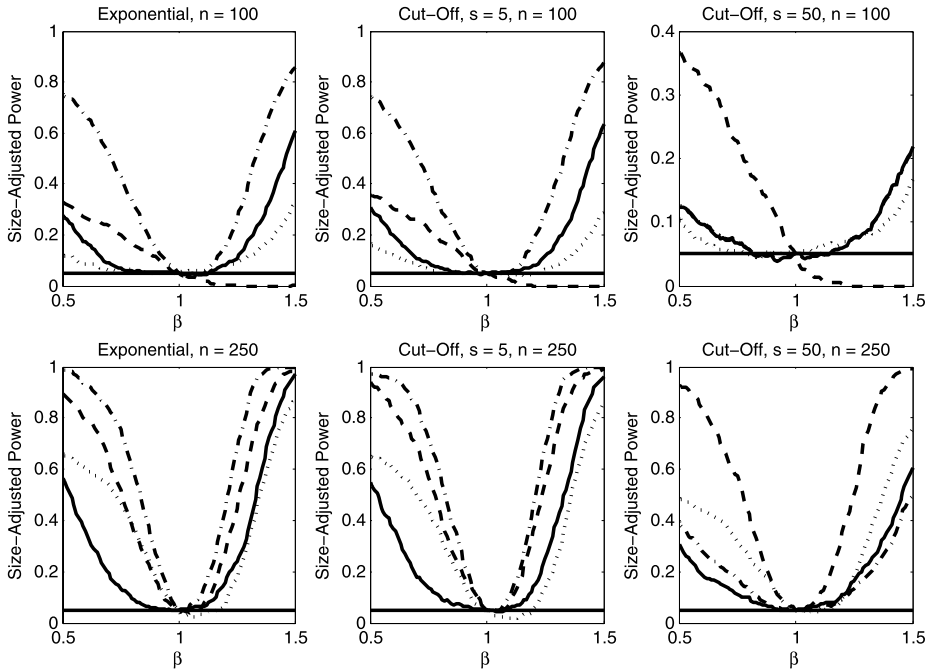 Exponential, n = 100
Size−Adjusted Power
1
0.8
0.6
0.4
0.2
0
0.5
1
1.5
β
Cut−Off, s = 5, n = 100
Size−Adjusted Power
1
0.8
0.6
0.4
0.2
0
0.5
1
1.5
β
Cut−Off, s = 50, n = 100
Size−Adjusted Power
0.4
0.3
0.2
0.1
0
0.5
1
1.5
β
Exponential, n = 250
Size−Adjusted Power
1
0.8
0.6
0.4
0.2
0
0.5
1
1.5
β
Cut−Off, s = 5, n = 250
Size−Adjusted Power
1
0.8
0.6
0.4
0.2
0
0.5
1
1.5
β
Cut−Off, s = 50, n = 250
Size−Adjusted Power
1
0.8
0.6
0.4
0.2
0
0.5
1
1.5
β